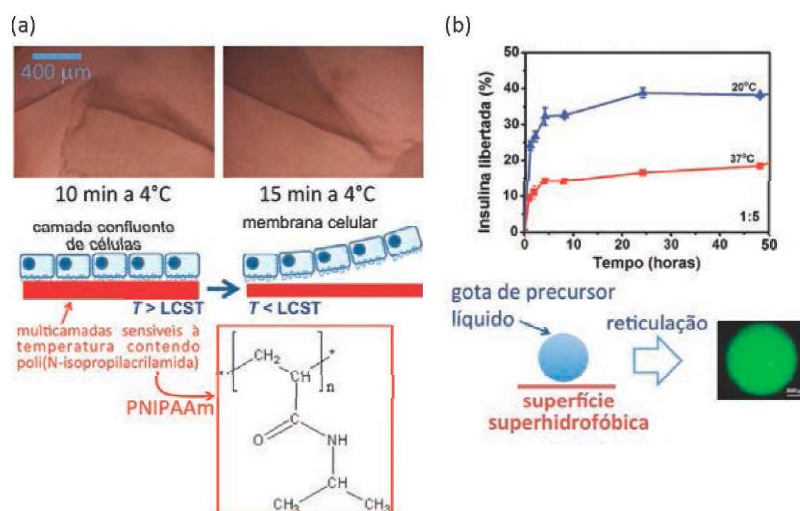 (a)
400 µm
10 min a 4°C
15 min a 4°C
camada confluente
de células
membrana celular
T > LCST
T < LCST
multicamadas sensíveis à
temperatura contendo
poli(N-isopropilacrilamida)
PNIPAAm
*
CH₂
CH
*
n
C
O
NH
CH
CH₃
CH₃
(b)
Insulina libertada (%)
50
40
30
20
10
0
20°C
37°C
1:5
0
10
20
30
40
50
Tempo (horas)
gota de precursor
líquido
reticulação
superfície
superhidrofóbica